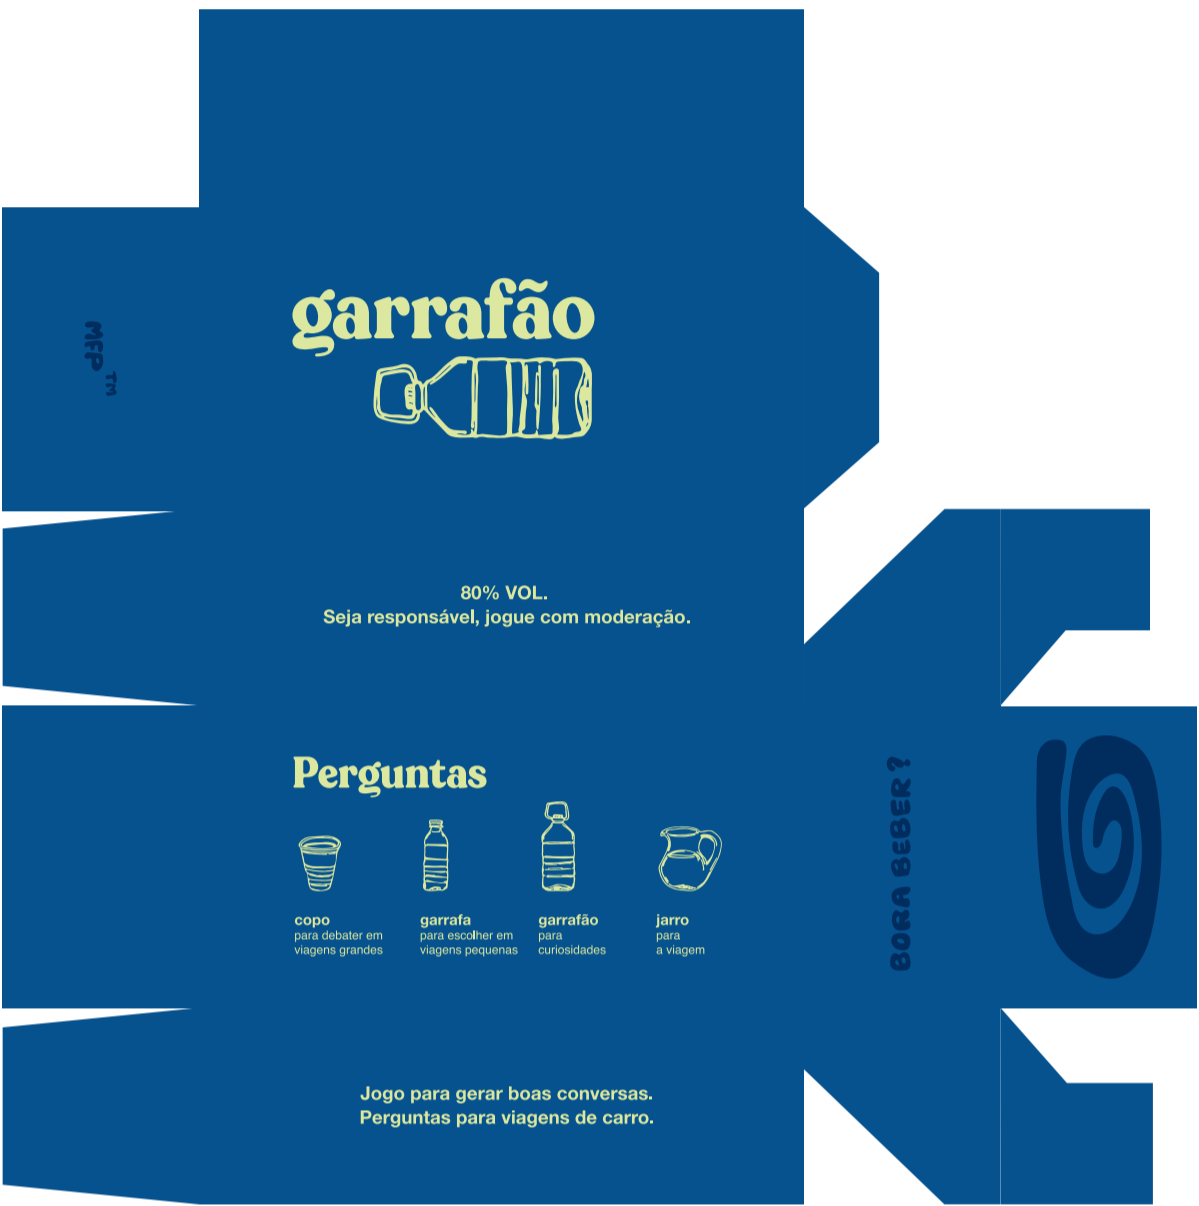 garrafão
MFP™
80% VOL.
Seja responsável, jogue com moderação.
Perguntas
copo
para debater em
viagens grandes
garrafa
para escolher em
viagens pequenas
garrafão
para
curiosidades
jarro
para
a viagem
BORA BEBER?
Jogo para gerar boas conversas.
Perguntas para viagens de carro.